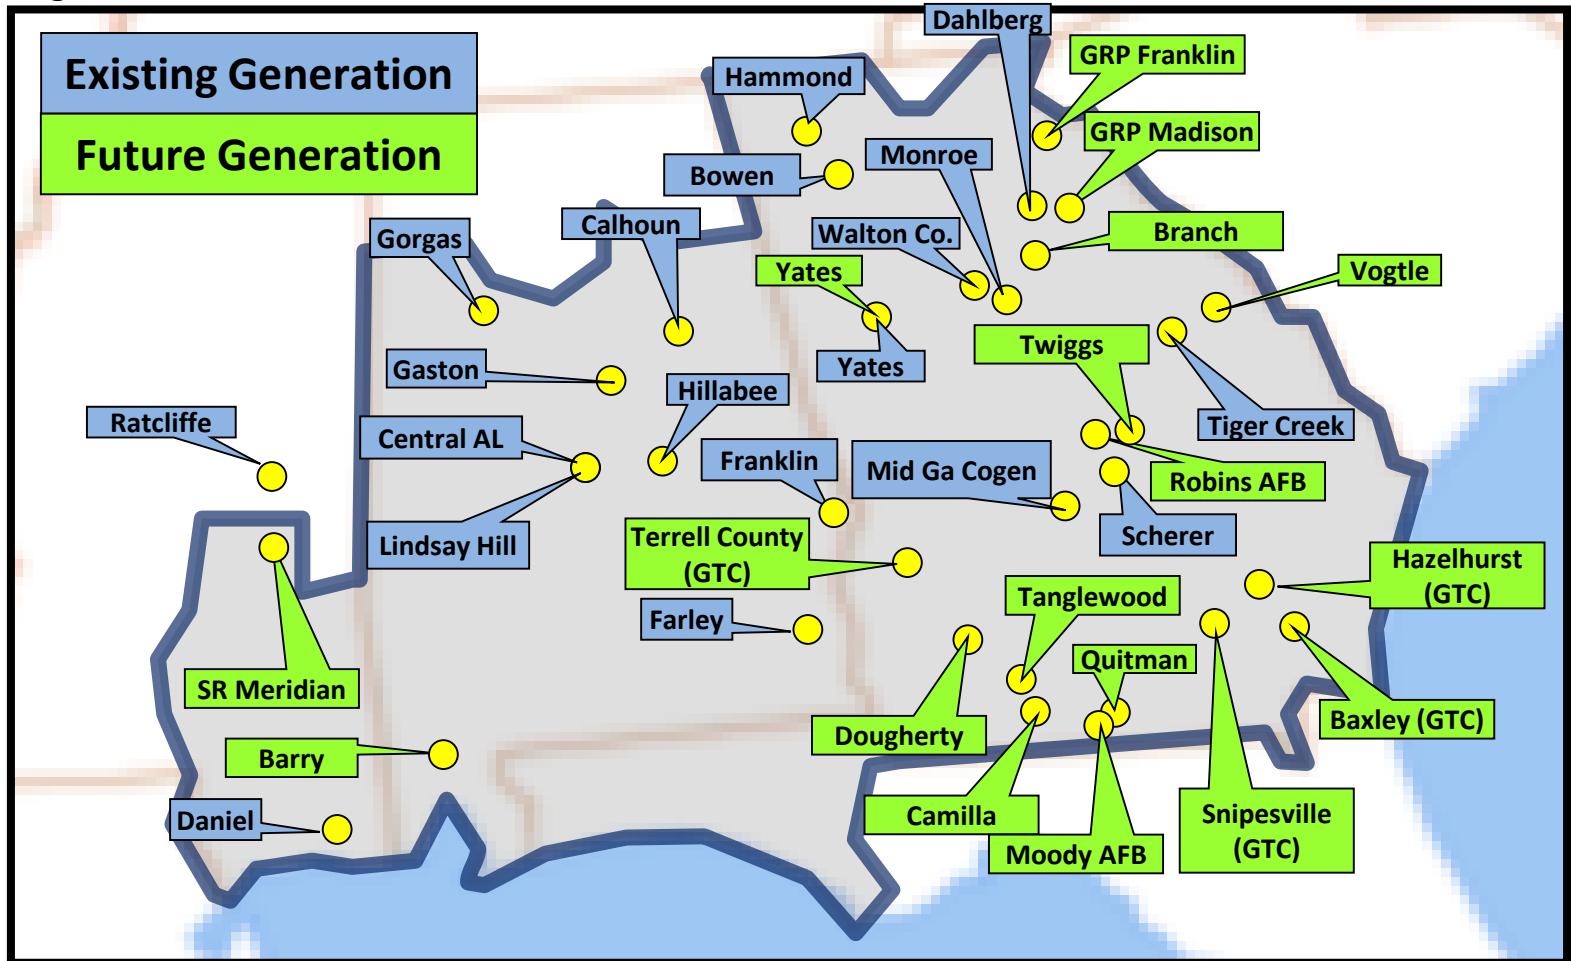 Existing Generation
Future Generation
Dahlberg
GRP Franklin
Hammond
GRP Madison
Monroe
Bowen
Calhoun
Gorgas
Walton Co.
Branch
Yates
Vogtle
Twiggs
Yates
Gaston
Hillabee
Ratcliffe
Central AL
Tiger Creek
Franklin
Mid Ga Cogen
Robins AFB
Lindsay Hill
Scherer
Terrell County
(GTC)
Hazelhurst
(GTC)
Tanglewood
Farley
Quitman
SR Meridian
Baxley (GTC)
Dougherty
Barry
Camilla
Snipesville
(GTC)
Daniel
Moody AFB